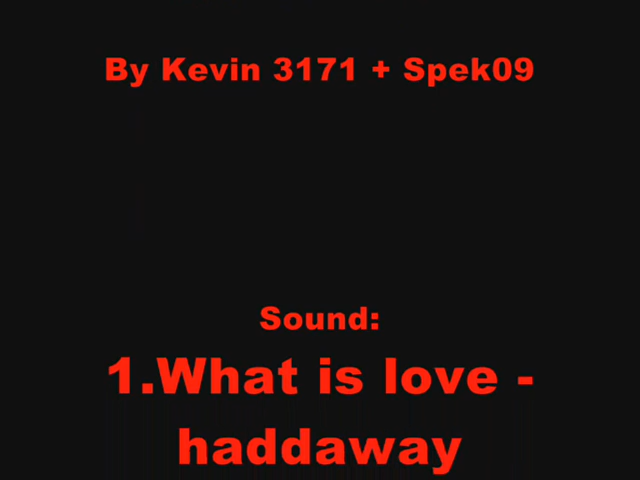 By Kevin 3171 + Spek09
Sound:
1.What is love -
haddaway